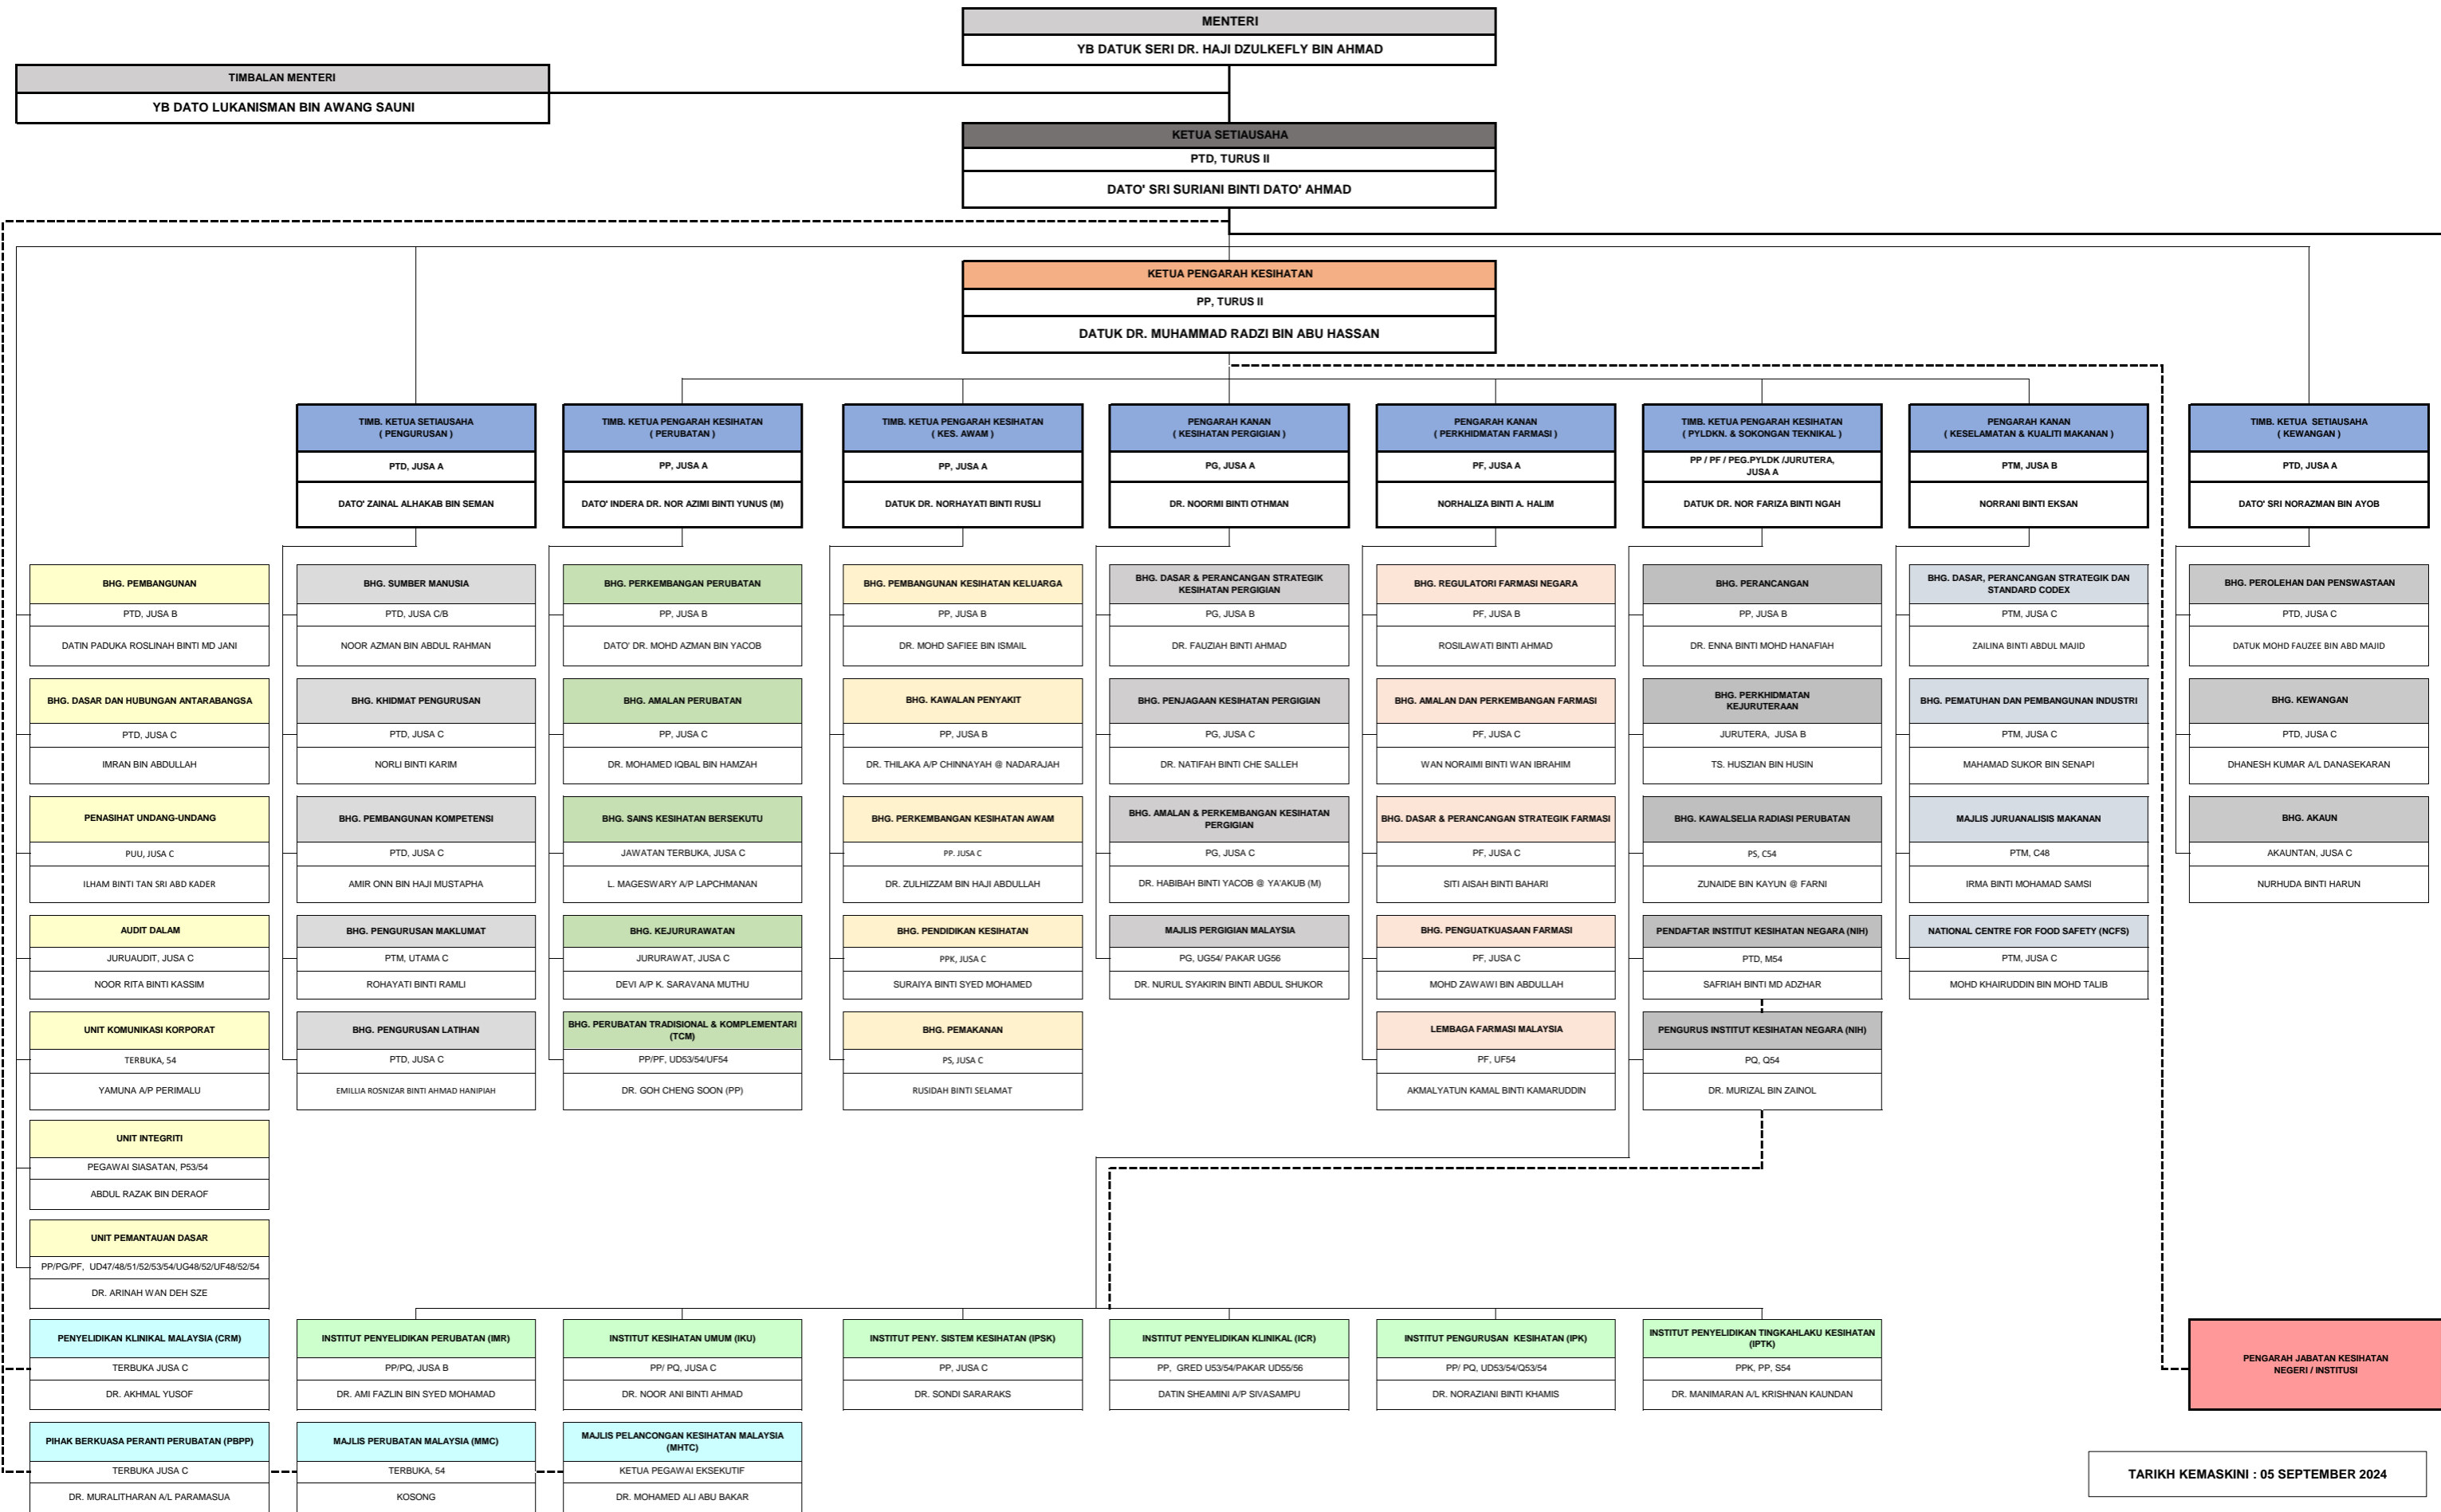 MENTERI
YB DATUK SERI DR. HAJI DZULKEFLY BIN AHMAD
TIMBALAN MENTERI
YB DATO LUKANISMAN BIN AWANG SAUNI
KETUA SETIAUSAHA
PTD, TURUS II
DATO' SRI SURIANI BINTI DATO' AHMAD
KETUA PENGARAH KESIHATAN
PP, TURUS II
DATUK DR. MUHAMMAD RADZI BIN ABU HASSAN
TIMB. KETUA SETIAUSAHA
( PENGURUSAN )
PTD, JUSA A
DATO' ZAINAL ALHAKAB BIN SEMAN
TIMB. KETUA PENGARAH KESIHATAN
( PERUBATAN )
PP, JUSA A
DATO' INDERA DR. NOR AZIMI BINTI YUNUS (M)
TIMB. KETUA PENGARAH KESIHATAN
( KES. AWAM )
PP, JUSA A
DATUK DR. NORHAYATI BINTI RUSLI
PENGARAH KANAN
( KESIHATAN PERGIGIAN )
PG, JUSA A
DR. NOORMI BINTI OTHMAN
PENGARAH KANAN
( PERKHIDMATAN FARMASI )
PF, JUSA A
NORHALIZA BINTI A. HALIM
TIMB. KETUA PENGARAH KESIHATAN
( PYLDKN. & SOKONGAN TEKNIKAL )
PP / PF / PEG.PYLDK /JURUTERA,
JUSA A
DATUK DR. NOR FARIZA BINTI NGAH
PENGARAH KANAN
( KESELAMATAN & KUALITI MAKANAN )
PTM, JUSA B
NORRANI BINTI EKSAN
TIMB. KETUA SETIAUSAHA
( KEWANGAN )
PTD, JUSA A
DATO' SRI NORAZMAN BIN AYOB
BHG. PEMBANGUNAN
PTD, JUSA B
DATIN PADUKA ROSLINAH BINTI MD JANI
BHG. DASAR DAN HUBUNGAN ANTARABANGSA
PTD, JUSA C
IMRAN BIN ABDULLAH
PENASIHAT UNDANG-UNDANG
PUU, JUSA C
ILHAM BINTI TAN SRI ABD KADER
AUDIT DALAM
JURUAUDIT, JUSA C
NOOR RITA BINTI KASSIM
UNIT KOMUNIKASI KORPORAT
TERBUKA, 54
YAMUNA A/P PERIMALU
UNIT INTEGRITI
PEGAWAI SIASATAN, P53/54
ABDUL RAZAK BIN DERAOF
UNIT PEMANTAUAN DASAR
PP/PG/PF, UD47/48/51/52/53/54/UG48/52/UF48/52/54
DR. ARINAH WAN DEH SZE
BHG. SUMBER MANUSIA
PTD, JUSA C/B
NOOR AZMAN BIN ABDUL RAHMAN
BHG. KHIDMAT PENGURUSAN
PTD, JUSA C
NORLI BINTI KARIM
BHG. PEMBANGUNAN KOMPETENSI
PTD, JUSA C
AMIR ONN BIN HAJI MUSTAPHA
BHG. PENGURUSAN MAKLUMAT
PTM, UTAMA C
ROHAYATI BINTI RAMLI
BHG. PENGURUSAN LATIHAN
PTD, JUSA C
EMILLIA ROSNIZAR BINTI AHMAD HANIPIAH
BHG. PERKEMBANGAN PERUBATAN
PP, JUSA B
DATO' DR. MOHD AZMAN BIN YACOB
BHG. AMALAN PERUBATAN
PP, JUSA C
DR. MOHAMED IQBAL BIN HAMZAH
BHG. SAINS KESIHATAN BERSEKUTU
JAWATAN TERBUKA, JUSA C
L. MAGESWARY A/P LAPCHMANAN
BHG. KEJURURAWATAN
JURURAWAT, JUSA C
DEVI A/P K. SARAVANA MUTHU
BHG. PERUBATAN TRADISIONAL & KOMPLEMENTARI
(TCM)
PP/PF, UD53/54/UF54
DR. GOH CHENG SOON (PP)
BHG. PEMBANGUNAN KESIHATAN KELUARGA
PP, JUSA B
DR. MOHD SAFIEE BIN ISMAIL
BHG. KAWALAN PENYAKIT
PP, JUSA B
DR. THILAKA A/P CHINNAYAH @ NADARAJAH
BHG. PERKEMBANGAN KESIHATAN AWAM
PP. JUSA C
DR. ZULHIZZAM BIN HAJI ABDULLAH
BHG. PENDIDIKAN KESIHATAN
PPK, JUSA C
SURAIYA BINTI SYED MOHAMED
BHG. PEMAKANAN
PS, JUSA C
RUSIDAH BINTI SELAMAT
BHG. DASAR & PERANCANGAN STRATEGIK
KESIHATAN PERGIGIAN
PG, JUSA B
DR. FAUZIAH BINTI AHMAD
BHG. PENJAGAAN KESIHATAN PERGIGIAN
PG, JUSA C
DR. NATIFAH BINTI CHE SALLEH
BHG. AMALAN & PERKEMBANGAN KESIHATAN
PERGIGIAN
PG, JUSA C
DR. HABIBAH BINTI YACOB @ YA'AKUB (M)
MAJLIS PERGIGIAN MALAYSIA
PG, UG54/ PAKAR UG56
DR. NURUL SYAKIRIN BINTI ABDUL SHUKOR
BHG. REGULATORI FARMASI NEGARA
PF, JUSA B
ROSILAWATI BINTI AHMAD
BHG. AMALAN DAN PERKEMBANGAN FARMASI
PF, JUSA C
WAN NORAIMI BINTI WAN IBRAHIM
BHG. DASAR & PERANCANGAN STRATEGIK FARMASI
PF, JUSA C
SITI AISAH BINTI BAHARI
BHG. PENGUATKUASAAN FARMASI
PF, JUSA C
MOHD ZAWAWI BIN ABDULLAH
LEMBAGA FARMASI MALAYSIA
PF, UF54
AKMALYATUN KAMAL BINTI KAMARUDDIN
BHG. PERANCANGAN
PP, JUSA B
DR. ENNA BINTI MOHD HANAFIAH
BHG. PERKHIDMATAN
KEJURUTERAAN
JURUTERA, JUSA B
TS. HUSZIAN BIN HUSIN
BHG. KAWALSELIA RADIASI PERUBATAN
PS, C54
ZUNAIDE BIN KAYUN @ FARNI
PENDAFTAR INSTITUT KESIHATAN NEGARA (NIH)
PTD, M54
SAFRIAH BINTI MD ADZHAR
PENGURUS INSTITUT KESIHATAN NEGARA (NIH)
PQ, Q54
DR. MURIZAL BIN ZAINOL
BHG. DASAR, PERANCANGAN STRATEGIK DAN
STANDARD CODEX
PTM, JUSA C
ZAILINA BINTI ABDUL MAJID
BHG. PEMATUHAN DAN PEMBANGUNAN INDUSTRI
PTM, JUSA C
MAHAMAD SUKOR BIN SENAPI
MAJLIS JURUANALISIS MAKANAN
PTM, C48
IRMA BINTI MOHAMAD SAMSI
NATIONAL CENTRE FOR FOOD SAFETY (NCFS)
PTM, JUSA C
MOHD KHAIRUDDIN BIN MOHD TALIB
BHG. PEROLEHAN DAN PENSWASTAAN
PTD, JUSA C
DATUK MOHD FAUZEE BIN ABD MAJID
BHG. KEWANGAN
PTD, JUSA C
DHANESH KUMAR A/L DANASEKARAN
BHG. AKAUN
AKAUNTAN, JUSA C
NURHUDA BINTI HARUN
PENYELIDIKAN KLINIKAL MALAYSIA (CRM)
TERBUKA JUSA C
DR. AKHMAL YUSOF
INSTITUT PENYELIDIKAN PERUBATAN (IMR)
PP/PQ, JUSA B
DR. AMI FAZLIN BIN SYED MOHAMAD
INSTITUT KESIHATAN UMUM (IKU)
PP/ PQ, JUSA C
DR. NOOR ANI BINTI AHMAD
INSTITUT PENY. SISTEM KESIHATAN (IPSK)
PP, JUSA C
DR. SONDI SARARAKS
INSTITUT PENYELIDIKAN KLINIKAL (ICR)
PP, GRED U53/54/PAKAR UD55/56
DATIN SHEAMINI A/P SIVASAMPU
INSTITUT PENGURUSAN KESIHATAN (IPK)
PP/ PQ, UD53/54/Q53/54
DR. NORAZIANI BINTI KHAMIS
INSTITUT PENYELIDIKAN TINGKAHLAKU KESIHATAN
(IPTK)
PPK, PP, S54
DR. MANIMARAN A/L KRISHNAN KAUNDAN
PENGARAH JABATAN KESIHATAN
NEGERI / INSTITUSI
PIHAK BERKUASA PERANTI PERUBATAN (PBPP)
TERBUKA JUSA C
DR. MURALITHARAN A/L PARAMASUA
MAJLIS PERUBATAN MALAYSIA (MMC)
TERBUKA, 54
KOSONG
MAJLIS PELANCONGAN KESIHATAN MALAYSIA
(MHTC)
KETUA PEGAWAI EKSEKUTIF
DR. MOHAMED ALI ABU BAKAR
TARIKH KEMASKINI : 05 SEPTEMBER 2024